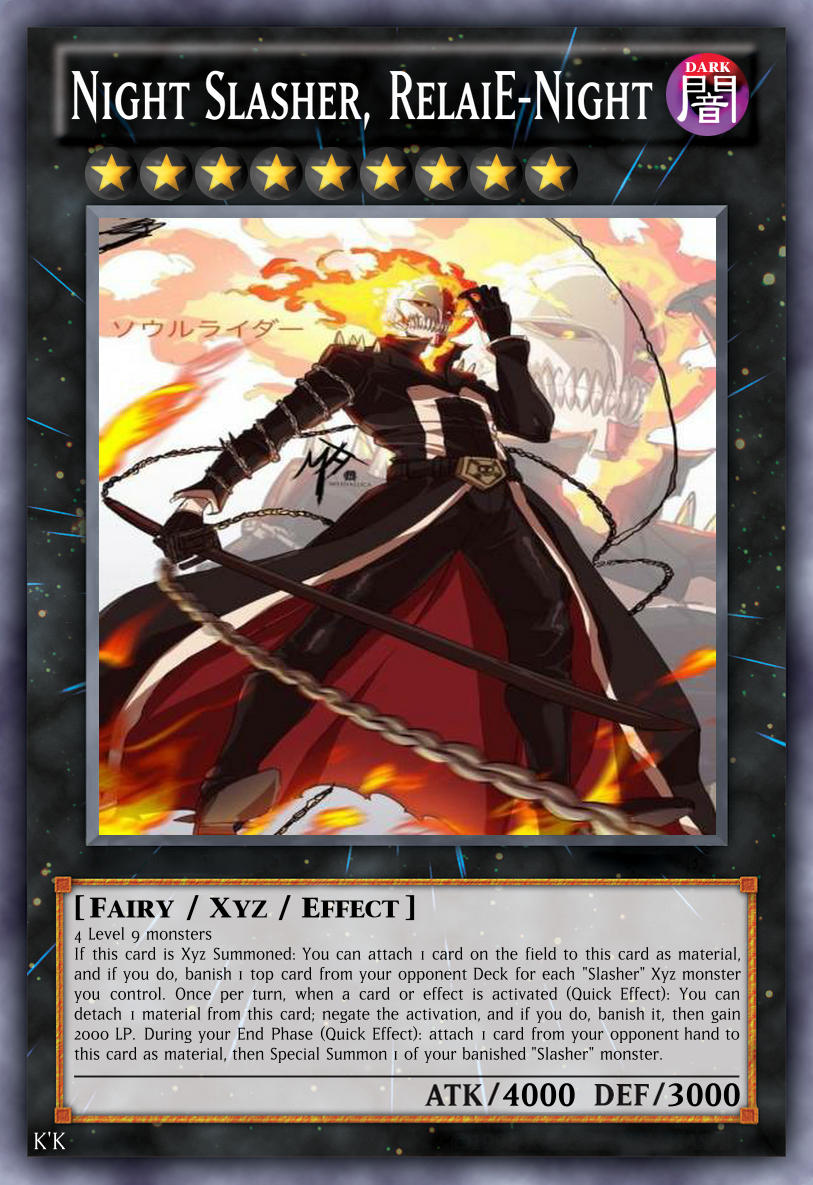 Night Slasher, RelaiE-Night
DARK
闇
ソウルライダー
[ Fairy / Xyz / Effect ]
4 Level 9 monsters
If this card is Xyz Summoned: You can attach 1 card on the field to this card as material,
and if you do, banish 1 top card from your opponent Deck for each "Slasher" Xyz monster
you control. Once per turn, when a card or effect is activated (Quick Effect): You can
detach 1 material from this card; negate the activation, and if you do, banish it, then gain
2000 LP. During your End Phase (Quick Effect): attach 1 card from your opponent hand to
this card as material, then Special Summon 1 of your banished "Slasher" monster.
ATK/4000 DEF/3000
K'K